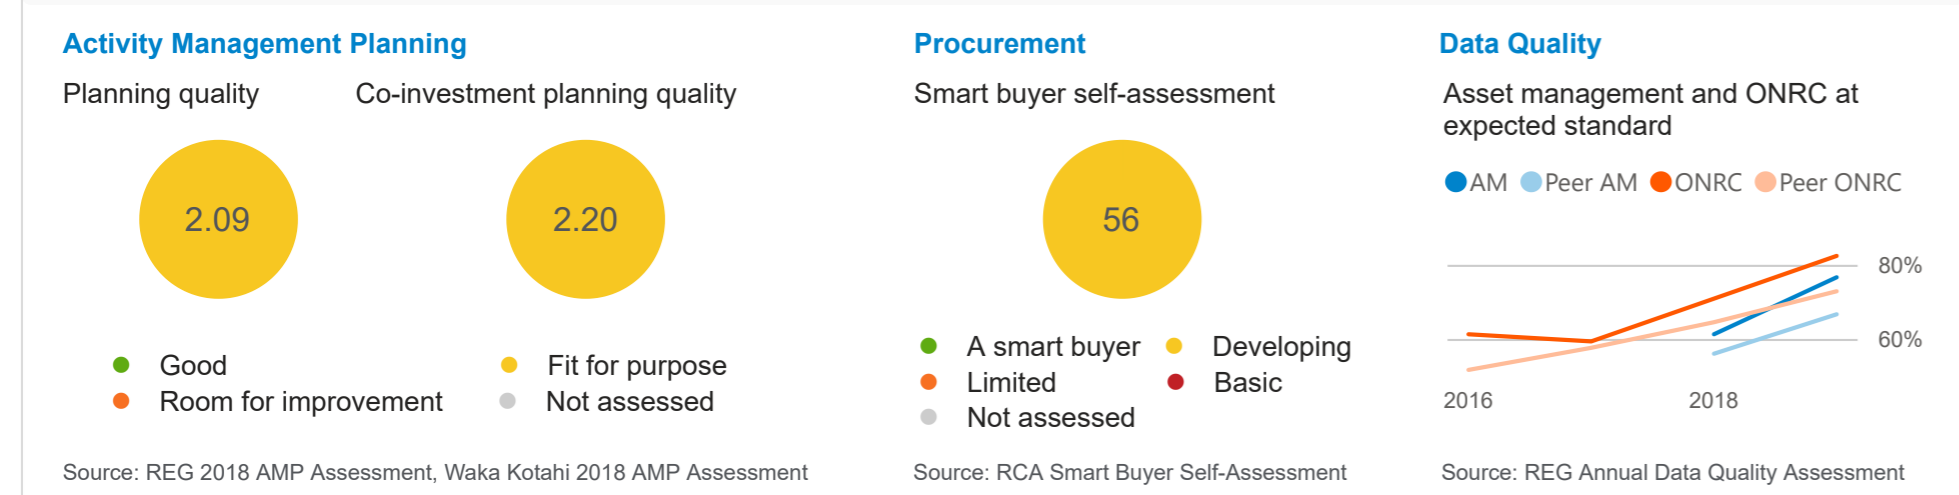 Activity Management Planning
Planning quality
Co-investment planning quality
2.09
2.20
Good
Fit for purpose
Room for improvement
Not assessed
Source: REG 2018 AMP Assessment, Waka Kotahi 2018 AMP Assessment
Procurement
Smart buyer self-assessment
56
A smart buyer
Developing
Limited
Basic
Not assessed
Source: RCA Smart Buyer Self-Assessment
Data Quality
Asset management and ONRC at
expected standard
AM Peer AM ONRC Peer ONRC
80%
60%
2016
2018
Source: REG Annual Data Quality Assessment